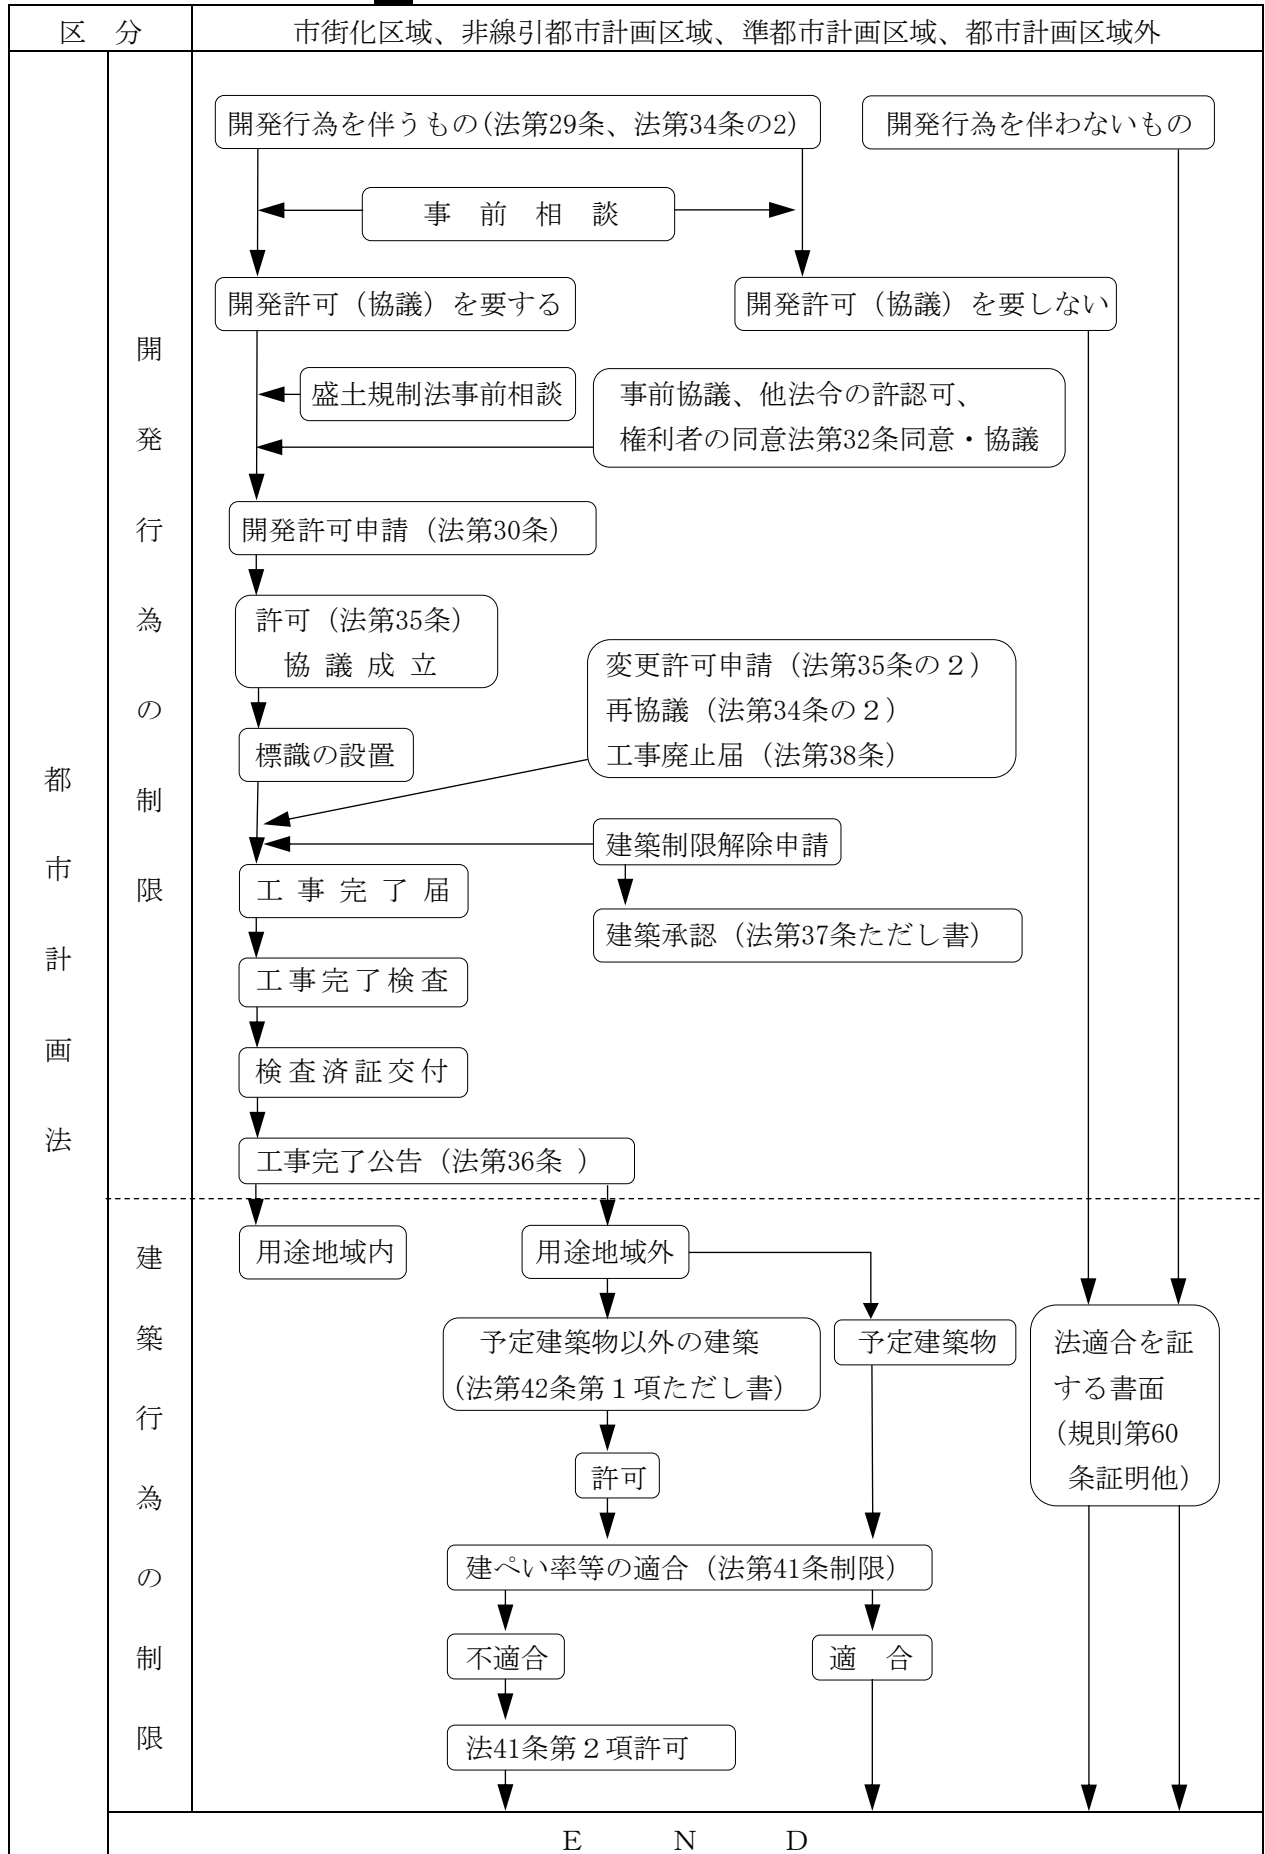 区　分
市街化区域、非線引都市計画区域、準都市計画区域、都市計画区域外
都市計画法
開発行為の制限
開発行為を伴うもの(法第29条、法第34条の2)
開発行為を伴わないもの
事　前　相　談
開発許可（協議）を要する
開発許可（協議）を要しない
盛土規制法事前相談
事前協議、他法令の許認可、
権利者の同意法第32条同意・協議
開発許可申請（法第30条）
許可（法第35条）
協 議 成 立
変更許可申請（法第35条の２）
再協議（法第34条の２）
工事廃止届（法第38条）
標識の設置
建築制限解除申請
工 事 完 了 届
建築承認（法第37条ただし書）
工事完了検査
検査済証交付
工事完了公告（法第36条 ）
建築行為の制限
用途地域内
用途地域外
予定建築物以外の建築
(法第42条第１項ただし書)
予定建築物
法適合を証
する書面
（規則第60
条証明他）
許可
建ぺい率等の適合（法第41条制限）
不適合
適　合
法41条第２項許可
Ｅ　Ｎ　Ｄ